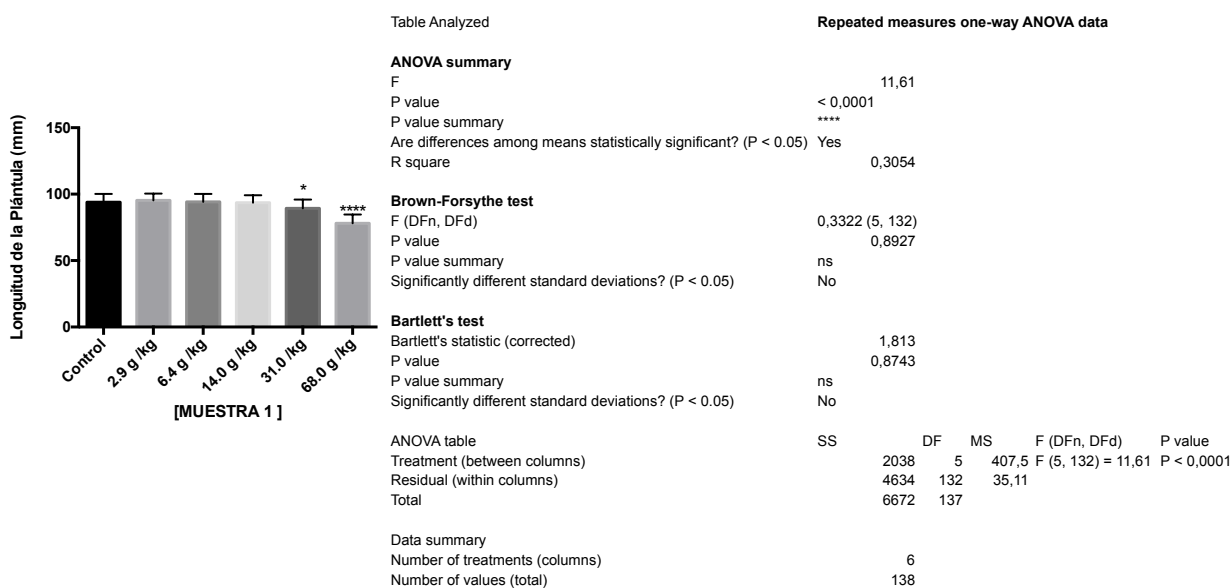 Longuitud de la Plántula (mm)
150
100
50
0
*
****
Control
2.9 g /kg
6.4 g /kg
14.0 g /kg
31.0 /kg
68.0 g /kg
[MUESTRA 1 ]
Table Analyzed Repeated measures one-way ANOVA data
ANOVA summary
F 11,61
P value < 0,0001
P value summary ****
Are differences among means statistically significant? (P < 0.05) Yes
R square 0,3054
Brown-Forsythe test
F (DFn, DFd) 0,3322 (5, 132)
P value 0,8927
P value summary ns
Significantly different standard deviations? (P < 0.05) No
Bartlett's test
Bartlett's statistic (corrected) 1,813
P value 0,8743
P value summary ns
Significantly different standard deviations? (P < 0.05) No
ANOVA table SS DF MS F (DFn, DFd) P value
Treatment (between columns) 2038 5 407,5 F (5, 132) = 11,61 P < 0,0001
Residual (within columns) 4634 132 35,11
Total 6672 137
Data summary
Number of treatments (columns) 6
Number of values (total) 138